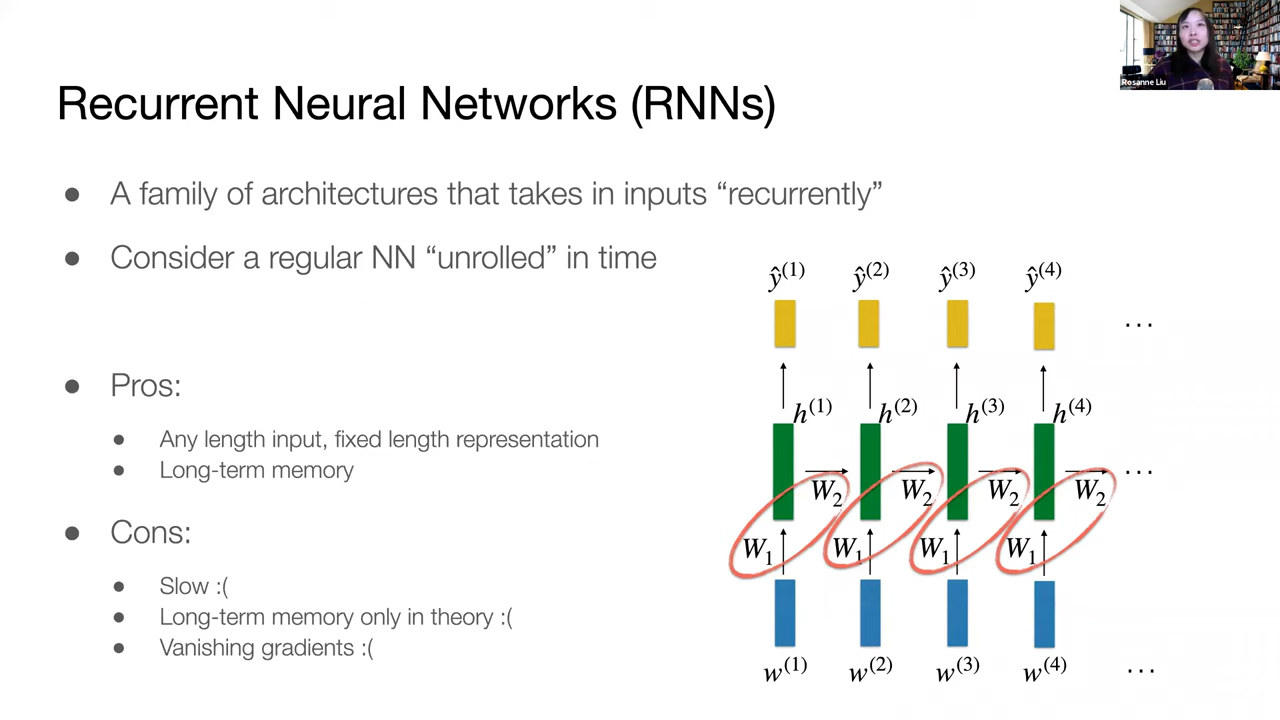 Rosanne Liu
Recurrent Neural Networks (RNNs)
● A family of architectures that takes in inputs “recurrently”
● Consider a regular NN “unrolled” in time
● Pros:
● Any length input, fixed length representation
● Long-term memory
● Cons:
● Slow :(
● Long-term memory only in theory :(
● Vanishing gradients :(
ŷ⁽¹⁾ ŷ⁽²⁾ ŷ⁽³⁾ ŷ⁽⁴⁾
...
h⁽¹⁾ h⁽²⁾ h⁽³⁾ h⁽⁴⁾
...
W₂ W₂ W₂ W₂
W₁ W₁ W₁ W₁
w⁽¹⁾ w⁽²⁾ w⁽³⁾ w⁽⁴⁾ ...